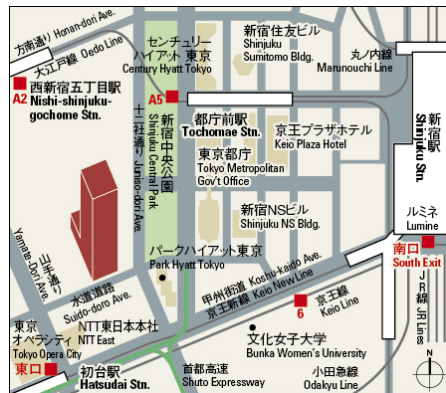 方南通り Honan-dori Ave.
大江戸線 Oedo Line
A2
西新宿五丁目駅
Nishi-shinjuku-
gochome Stn.
センチュリー
ハイアット 東京
Century Hyatt Tokyo
新宿住友ビル
Shinjuku
Sumitomo Bldg.
丸ノ内線
Marunouchi Line
A5
都庁前駅
Tochomae Stn.
十二社通り Juniso-dori Ave.
新宿中央公園
Shinjuku Central Park
東京都庁
Tokyo Metropolitan
Gov't Office
京王プラザホテル
Keio Plaza Hotel
新宿駅
Shinjuku Stn.
新宿NSビル
Shinjuku NS Bldg.
ルミネ
Lumine
南口
South Exit
山手通り
Yamate-Dori Ave.
パークハイアット東京
Park Hyatt Tokyo
甲州街道 Koshu-kaido Ave.
京王新線 Keio New Line
水道道路
Suido-doro Ave.
6
京王線
Keio Line
JR線 JR Lines
東京
オペラシティ
Tokyo Opera City
NTT東日本本社
NTT East
文化女子大学
Bunka Women's University
東口
初台駅
Hatsudai Stn.
首都高速
Shuto Expressway
小田急線
Odakyu Line
N